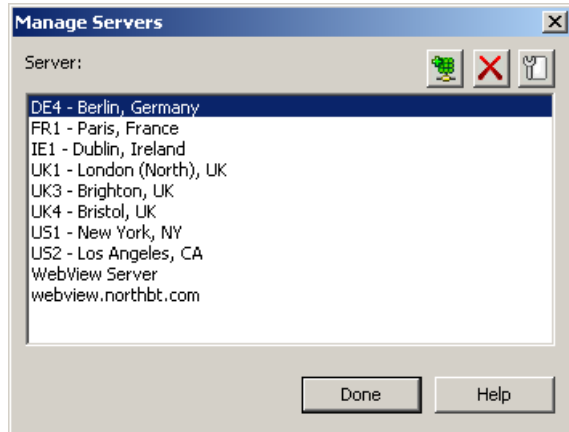 Manage Servers
Server:
DE4 - Berlin, Germany
FR1 - Paris, France
IE1 - Dublin, Ireland
UK1 - London (North), UK
UK3 - Brighton, UK
UK4 - Bristol, UK
US1 - New York, NY
US2 - Los Angeles, CA
WebView Server
webview.northbt.com
Done Help